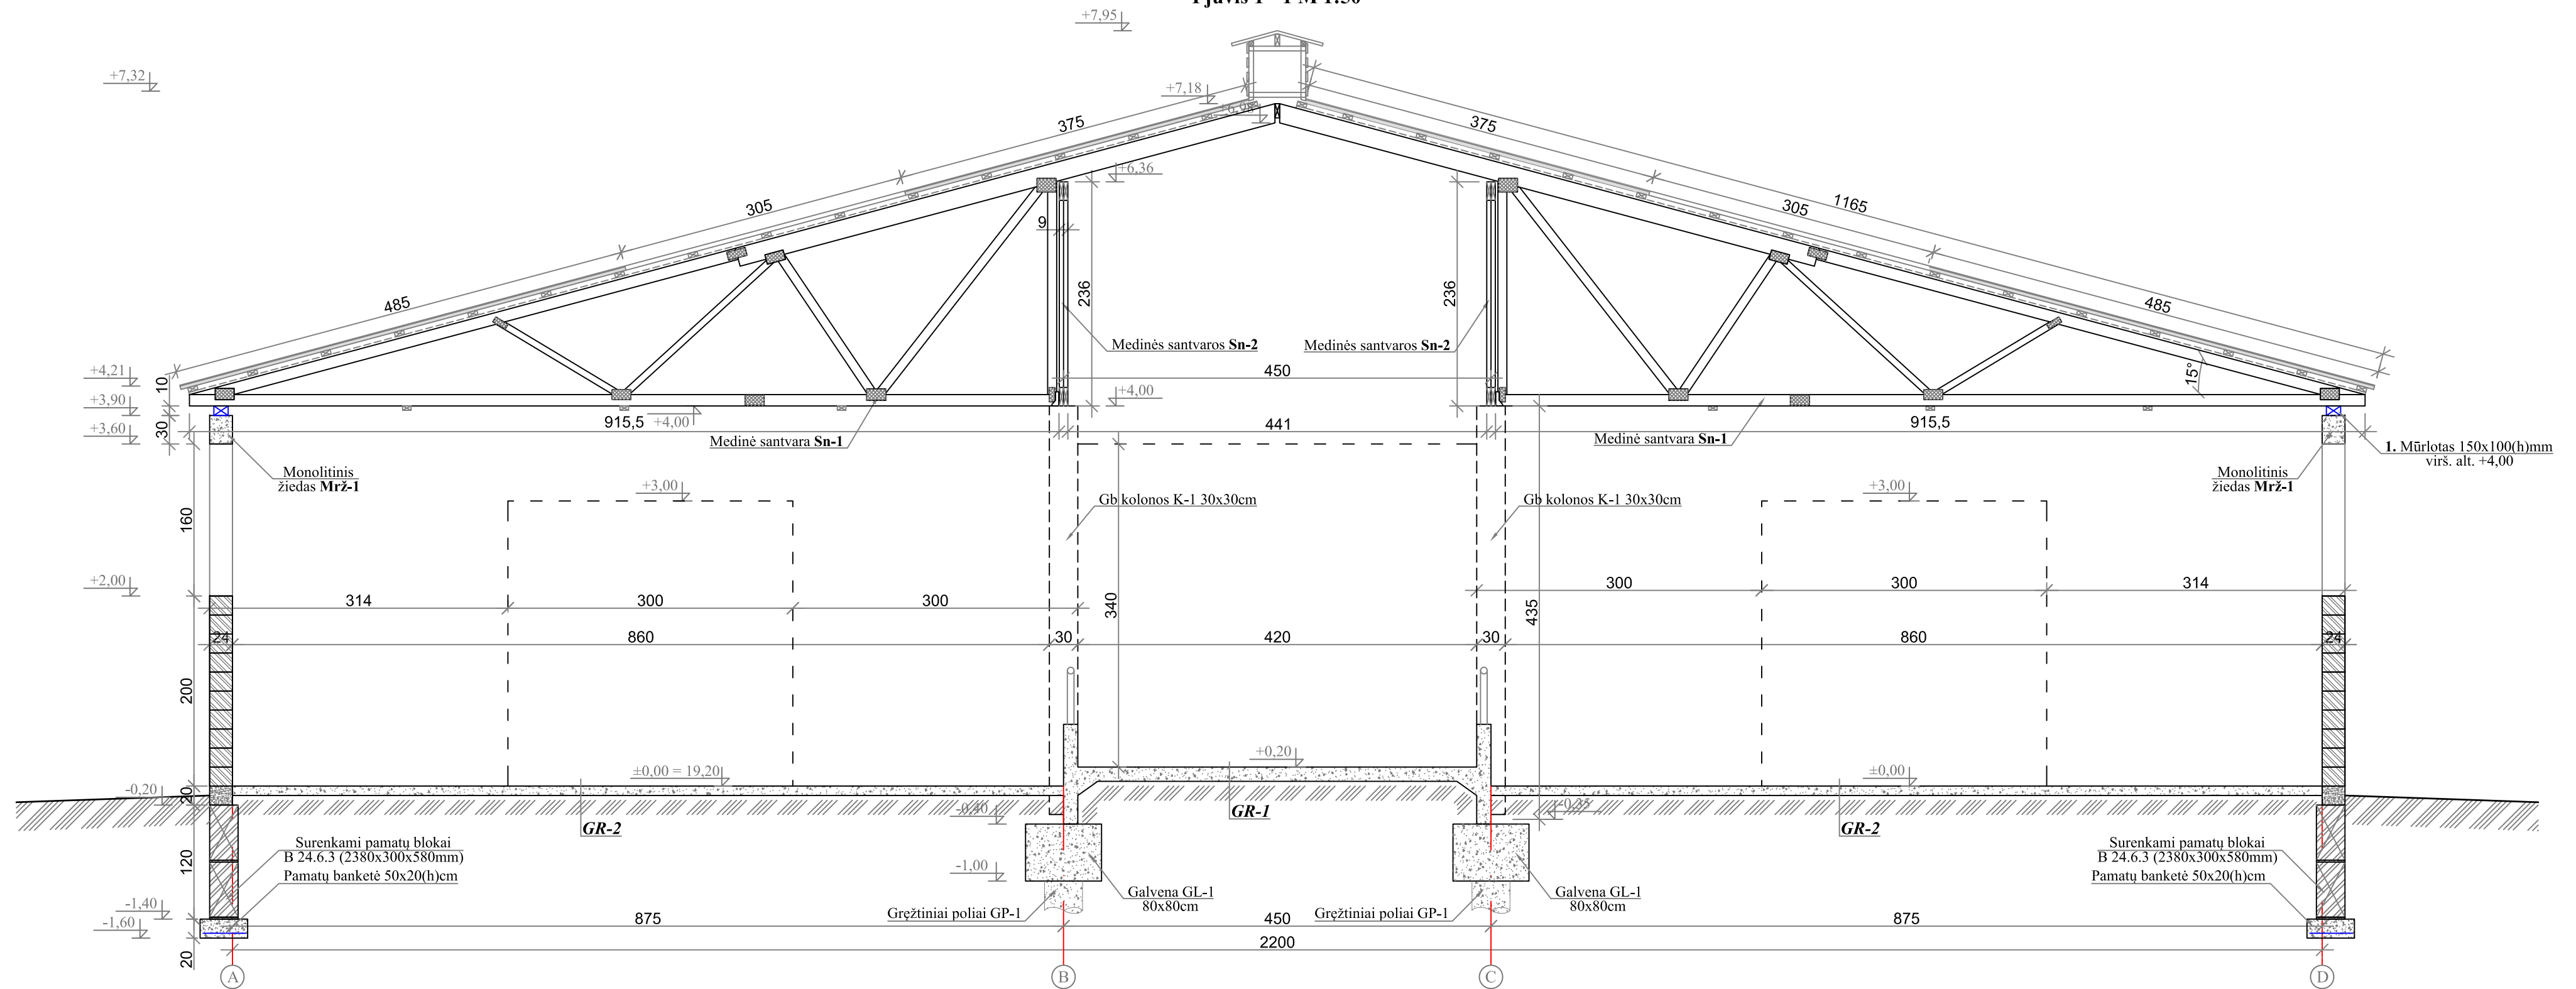 Pjūvis 1 - 1 M 1:50
+7,95
+7,32
+7,18
+6,98
375
375
+6,36
305
1165
305
9
485
236
236
485
Medinės santvaros Sn-2
Medinės santvaros Sn-2
15°
+4,21
10
450
+4,00
+3,90
30
915,5
+4,00
441
915,5
+3,60
Medinė santvara Sn-1
Medinė santvara Sn-1
1. Mūrlotas 150x100(h)mm
virš. alt. +4,00
Monolitinis
žiedas Mrž-1
Monolitinis
žiedas Mrž-1
+3,00
+3,00
Gb kolonos K-1 30x30cm
Gb kolonos K-1 30x30cm
160
+2,00
314
300
300
340
435
300
300
314
24
860
30
420
30
860
24
200
+0,20
±0,00 = 19,20
±0,00
-0,20
20
-0,40
-0,35
GR-2
GR-1
GR-2
Surenkami pamatų blokai
B 24.6.3 (2380x300x580mm)
Pamatų banketė 50x20(h)cm
Surenkami pamatų blokai
B 24.6.3 (2380x300x580mm)
Pamatų banketė 50x20(h)cm
120
-1,00
Galvena GL-1
80x80cm
Galvena GL-1
80x80cm
-1,40
Gręžtiniai poliai GP-1
Gręžtiniai poliai GP-1
-1,60
875
450
875
20
2200
A
B
C
D